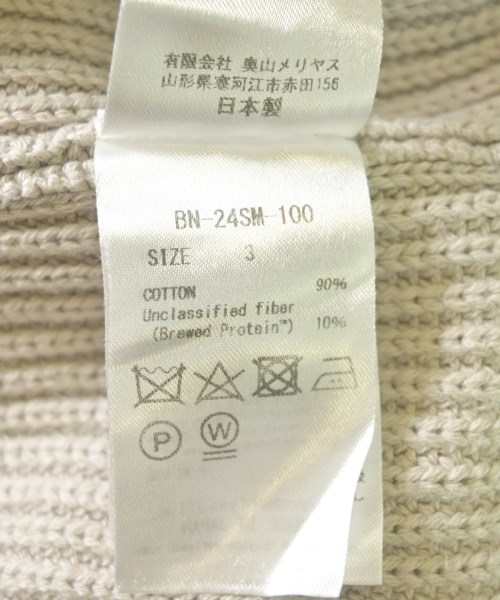 有限会社 奥山メリヤス
山形県寒河江市赤田156
日本製
BN-24SM-100
SIZE 3
COTTON 90%
Unclassified fiber
(Brewed Protein™) 10%
P W